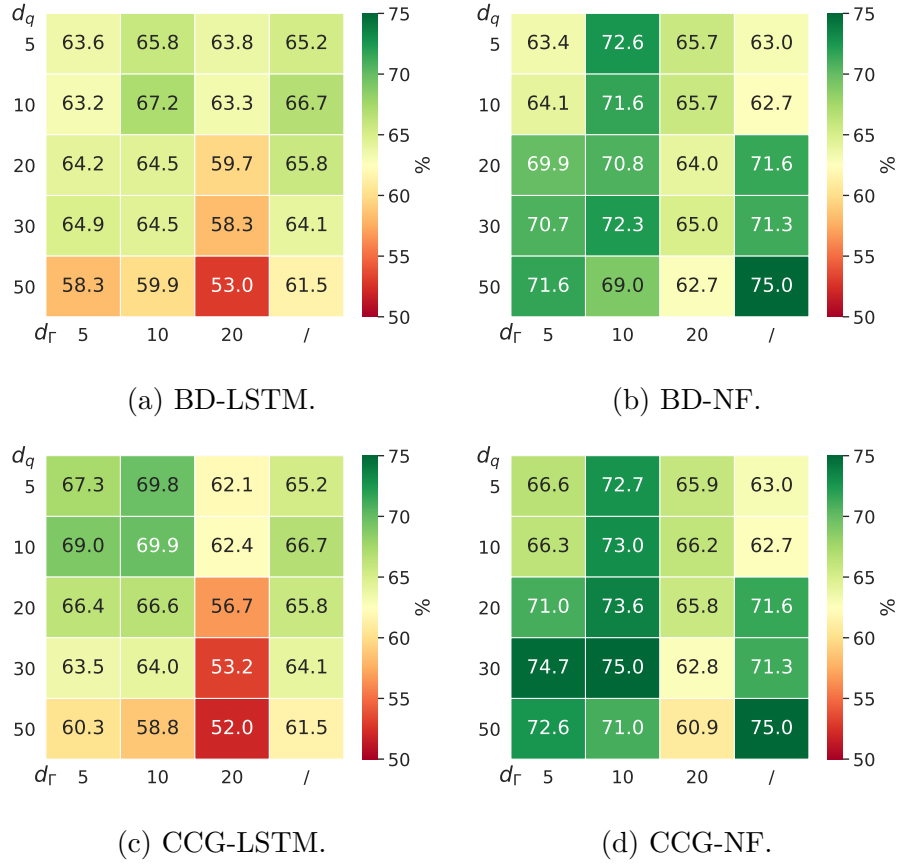 d_q 75
5 63.6 65.8 63.8 65.2
70
10 63.2 67.2 63.3 66.7
65
20 64.2 64.5 59.7 65.8 %
60
30 64.9 64.5 58.3 64.1
55
50 58.3 59.9 53.0 61.5
50
d_Γ 5 10 20 /
(a) BD-LSTM.
d_q 75
5 63.4 72.6 65.7 63.0
70
10 64.1 71.6 65.7 62.7
65
20 69.9 70.8 64.0 71.6 %
60
30 70.7 72.3 65.0 71.3
55
50 71.6 69.0 62.7 75.0
50
d_Γ 5 10 20 /
(b) BD-NF.
d_q 75
5 67.3 69.8 62.1 65.2
70
10 69.0 69.9 62.4 66.7
65
20 66.4 66.6 56.7 65.8 %
60
30 63.5 64.0 53.2 64.1
55
50 60.3 58.8 52.0 61.5
50
d_Γ 5 10 20 /
(c) CCG-LSTM.
d_q 75
5 66.6 72.7 65.9 63.0
70
10 66.3 73.0 66.2 62.7
65
20 71.0 73.6 65.8 71.6 %
60
30 74.7 75.0 62.8 71.3
55
50 72.6 71.0 60.9 75.0
50
d_Γ 5 10 20 /
(d) CCG-NF.